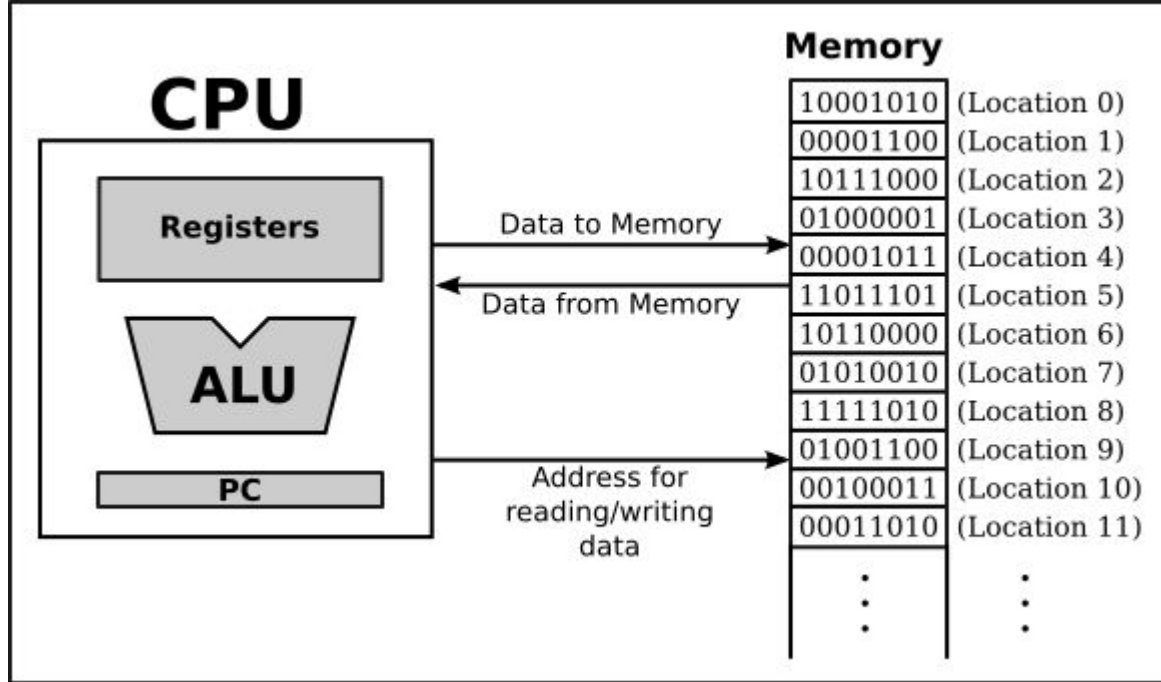 CPU
Registers
ALU
PC
Data to Memory
Data from Memory
Address for
reading/writing
data
Memory
10001010 (Location 0)
00001100 (Location 1)
10111000 (Location 2)
01000001 (Location 3)
00001011 (Location 4)
11011101 (Location 5)
10110000 (Location 6)
01010010 (Location 7)
11111010 (Location 8)
01001100 (Location 9)
00100011 (Location 10)
00011010 (Location 11)